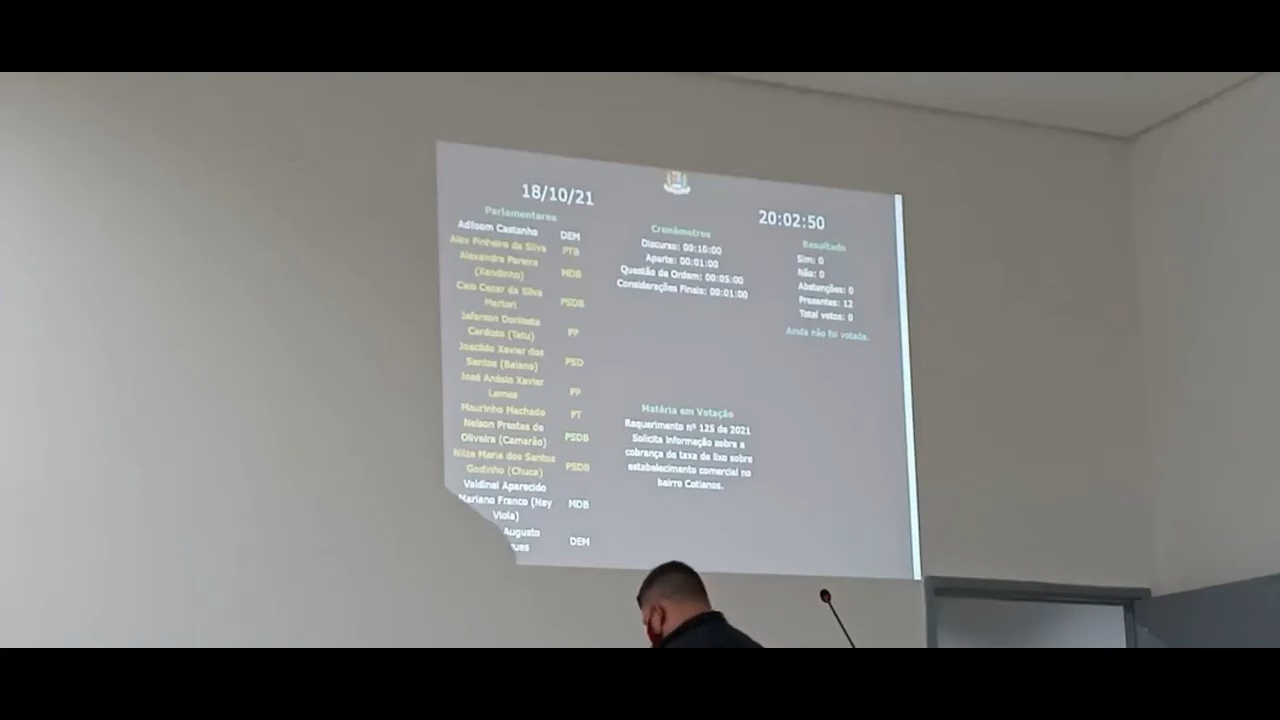 18/10/21
20:02:50
Parlamentares
Adilsom Castanho DEM
Alex Pinheiro da Silva PTB
Alexandre Pereira
(Xandinho) MDB
Caio Cezar da Silva
Martori PSDB
Jaferson Donizete
Cardoso (Tatu) PP
Joacildo Xavier dos
Santos (Baiano) PSD
José Anésio Xavier
Lemes PP
Maurinho Machado PT
Nelson Prestes de
Oliveira (Camarão) PSDB
Nilza Maria dos Santos
Godinho (Chuca) PSDB
Valdinei Aparecido
Mariano Franco (Ney
Viola) MDB
Augusto
ques DEM
Cronômetros
Discurso: 00:10:00
Aparte: 00:01:00
Questão de Ordem: 00:05:00
Considerações Finais: 00:01:00
Resultado
Sim: 0
Não: 0
Abstenções: 0
Presentes: 12
Total votos: 0
Ainda não foi votada.
Matéria em Votação
Requerimento nº 125 de 2021
Solicita informação sobre a
cobrança da taxa de lixo sobre
estabelecimento comercial no
bairro Cotianos.